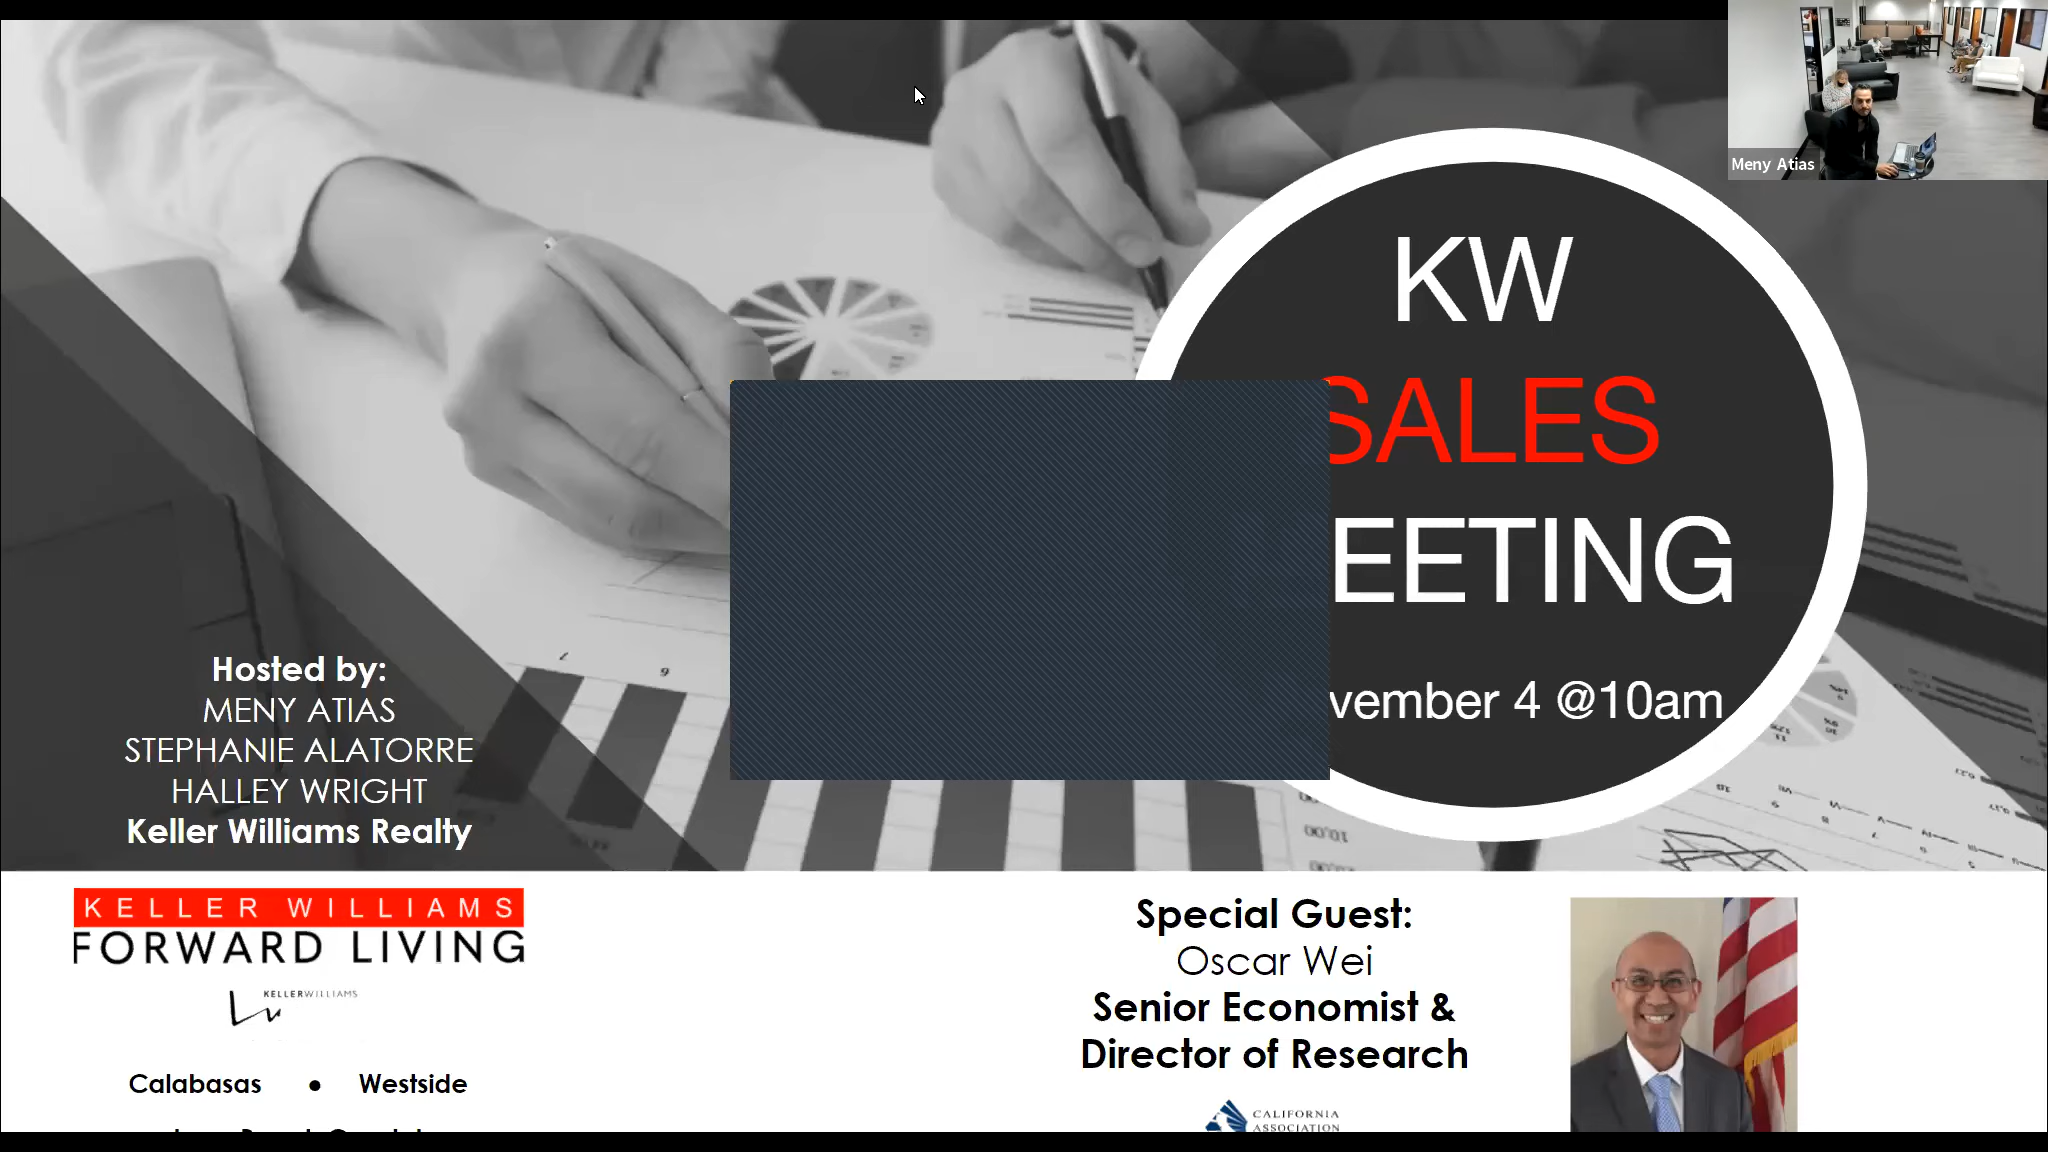 Meny Atias
KW
SALES
EETING
vember 4 @10am
Hosted by:
MENY ATIAS
STEPHANIE ALATORRE
HALLEY WRIGHT
Keller Williams Realty
KELLER WILLIAMS
FORWARD LIVING
KELLERWILLIAMS
Calabasas • Westside
Special Guest:
Oscar Wei
Senior Economist &
Director of Research
CALIFORNIA
ASSOCIATION